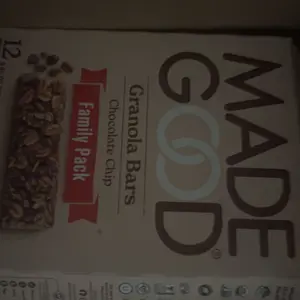 MADE
GOOD®
Granola Bars
Chocolate Chip
Family Pack
12